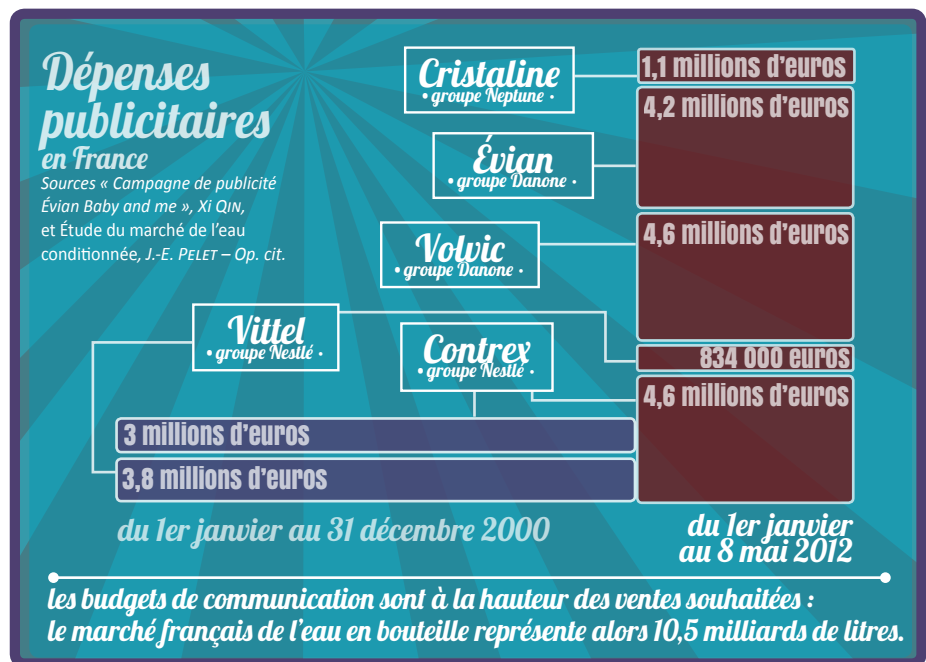 Dépenses
publicitaires
en France
Sources « Campagne de publicité
Évian Baby and me », Xi QIN,
et Étude du marché de l'eau
conditionnée, J.-E. PELET – Op. cit.
Cristaline
• groupe Neptune •
1,1 millions d'euros
Évian
• groupe Danone •
4,2 millions d'euros
Volvic
• groupe Danone •
4,6 millions d'euros
Vittel
• groupe Nestlé •
834 000 euros
Contrex
• groupe Nestlé •
4,6 millions d'euros
3 millions d'euros
3,8 millions d'euros
du 1er janvier au 31 décembre 2000
du 1er janvier
au 8 mai 2012
les budgets de communication sont à la hauteur des ventes souhaitées :
le marché français de l'eau en bouteille représente alors 10,5 milliards de litres.